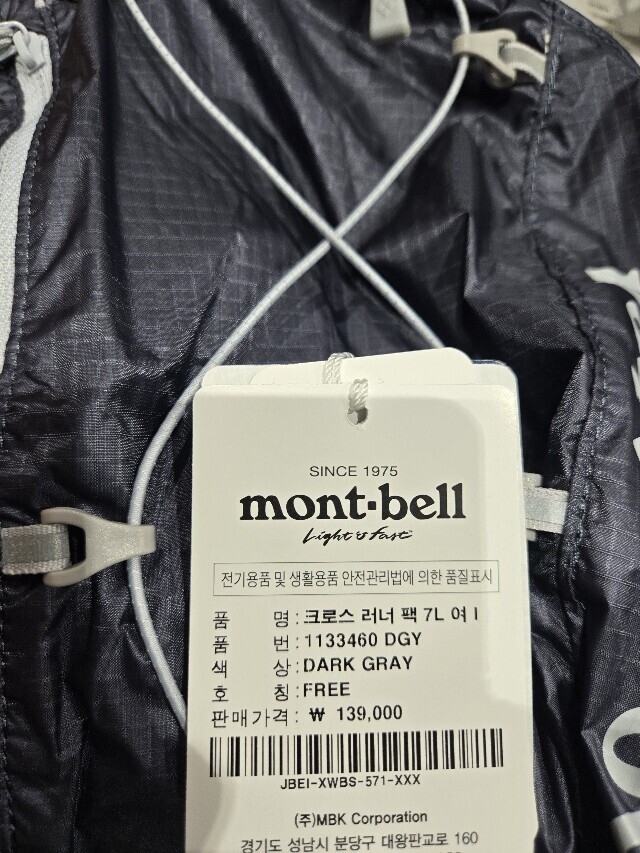 SINCE 1975
mont-bell
Light & Fast
전기용품 및 생활용품 안전관리법에 의한 품질표시
품 명 : 크로스 러너 팩 7L 여 I
품 번 : 1133460 DGY
색 상 : DARK GRAY
호 칭 : FREE
판매가격 : ₩ 139,000
JBEI-XWBS-571-XXX
(주)MBK Corporation
경기도 성남시 분당구 대왕판교로 160